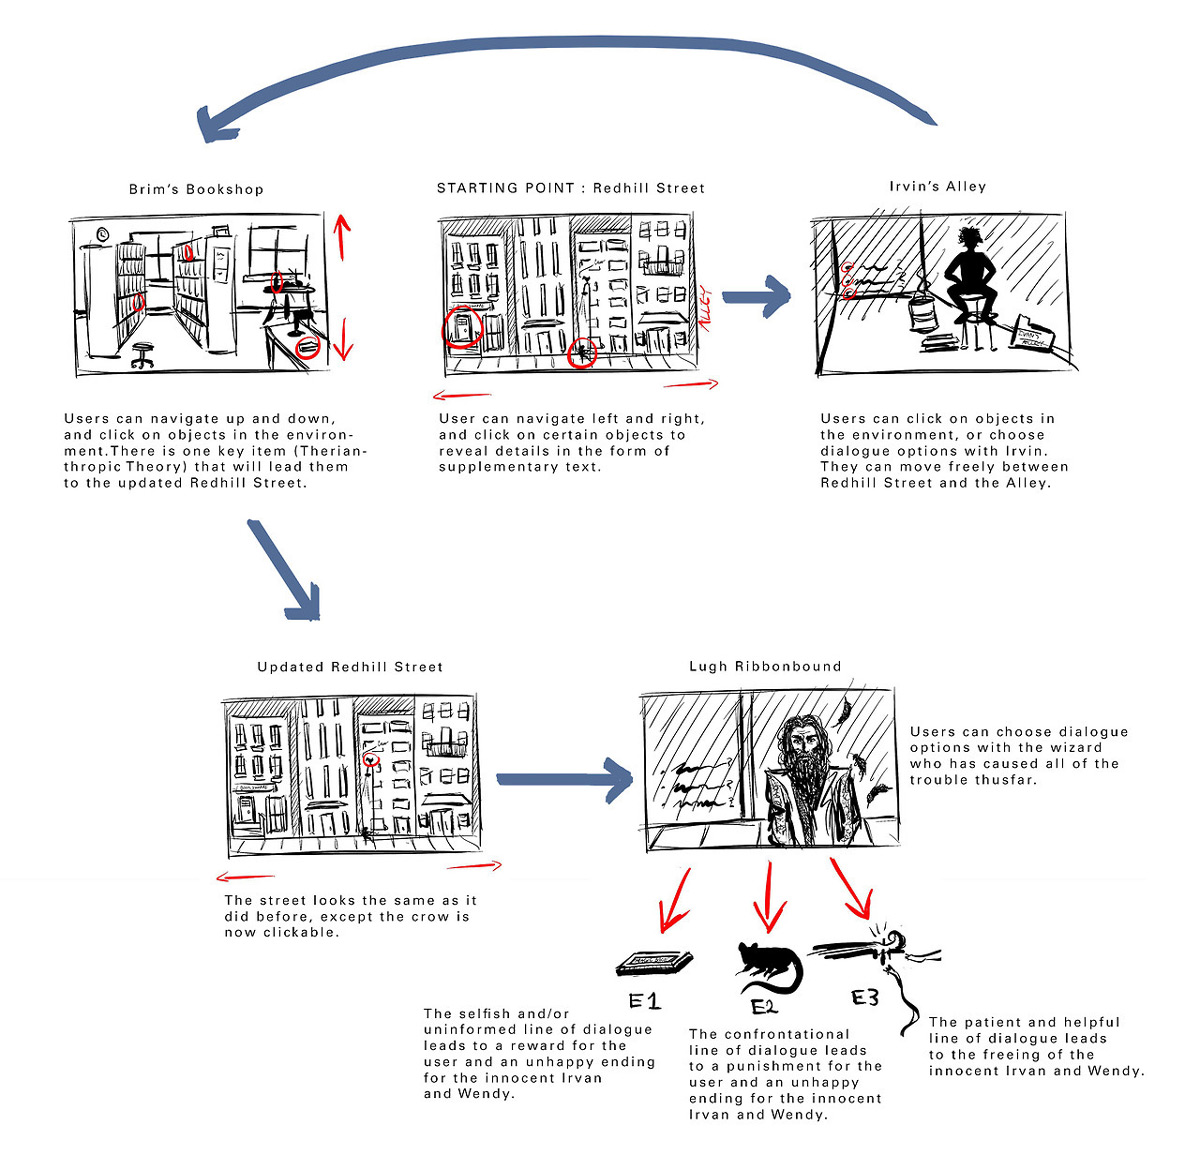 Brim's Bookshop
STARTING POINT : Redhill Street
Irvin's Alley
ALLEY
Users can navigate up and down,
and click on objects in the environ-
ment.There is one key item (Therian-
thropic Theory) that will lead them
to the updated Redhill Street.
User can navigate left and right,
and click on certain objects to
reveal details in the form of
supplementary text.
Users can click on objects in
the environment, or choose
dialogue options with Irvin.
They can move freely between
Redhill Street and the Alley.
Updated Redhill Street
Lugh Ribbonbound
Users can choose dialogue
options with the wizard
who has caused all of the
trouble thusfar.
The street looks the same as it
did before, except the crow is
now clickable.
E1
E2
E3
The selfish and/or
uninformed line of dialogue
leads to a reward for the
user and an unhappy ending
for the innocent Irvan
and Wendy.
The confrontational
line of dialogue leads
to a punishment for the
user and an unhappy
ending for the innocent
Irvan and Wendy.
The patient and helpful
line of dialogue leads
to the freeing of the
innocent Irvan and Wendy.